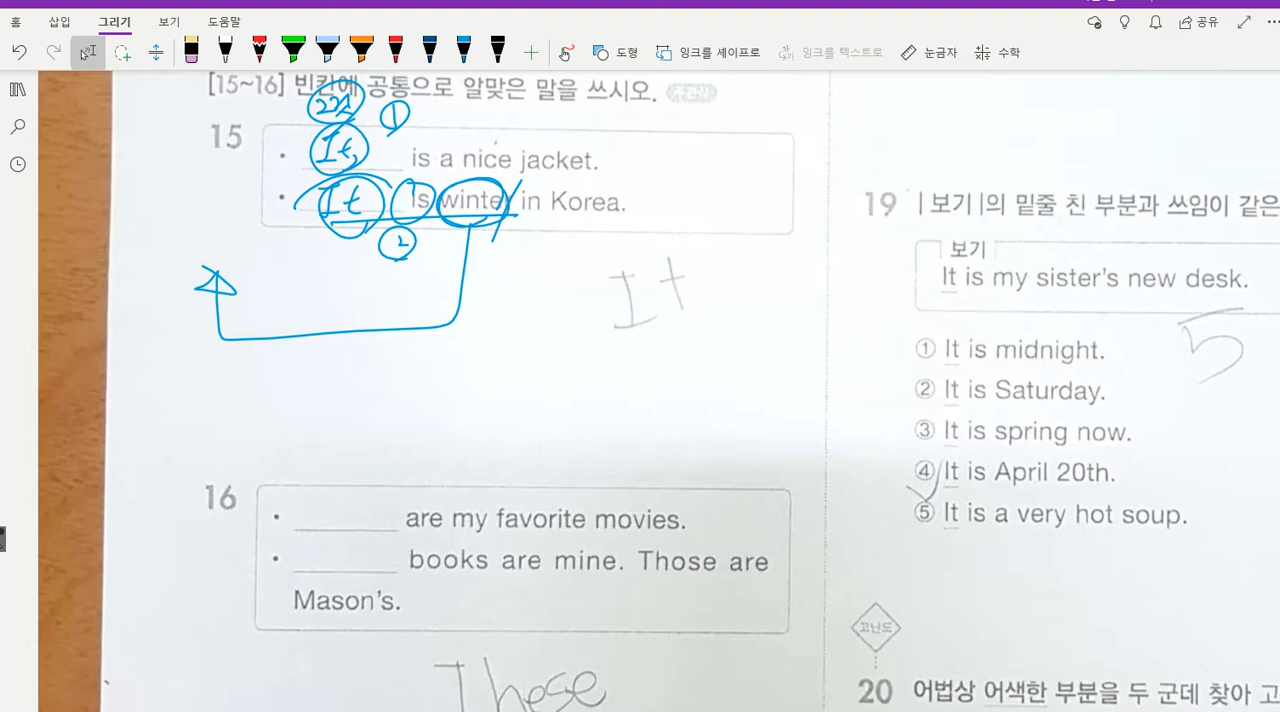 홈 삽입 그리기 보기 도움말
공유
도형 잉크를 셰이프로 잉크를 텍스트로 눈금자 수학
[15~16] 빈칸에 공통으로 알맞은 말을 쓰시오. 주관식
①
15
• It, is a nice jacket.
• It is winter in Korea.
②
It
16
• ________ are my favorite movies.
• ________ books are mine. Those are
Mason's.
These
19 | 보기 |의 밑줄 친 부분과 쓰임이 같은
보기
It is my sister's new desk.
5
① It is midnight.
② It is Saturday.
③ It is spring now.
④ It is April 20th.
⑤ It is a very hot soup.
고난도
20 어법상 어색한 부분을 두 군데 찾아 고